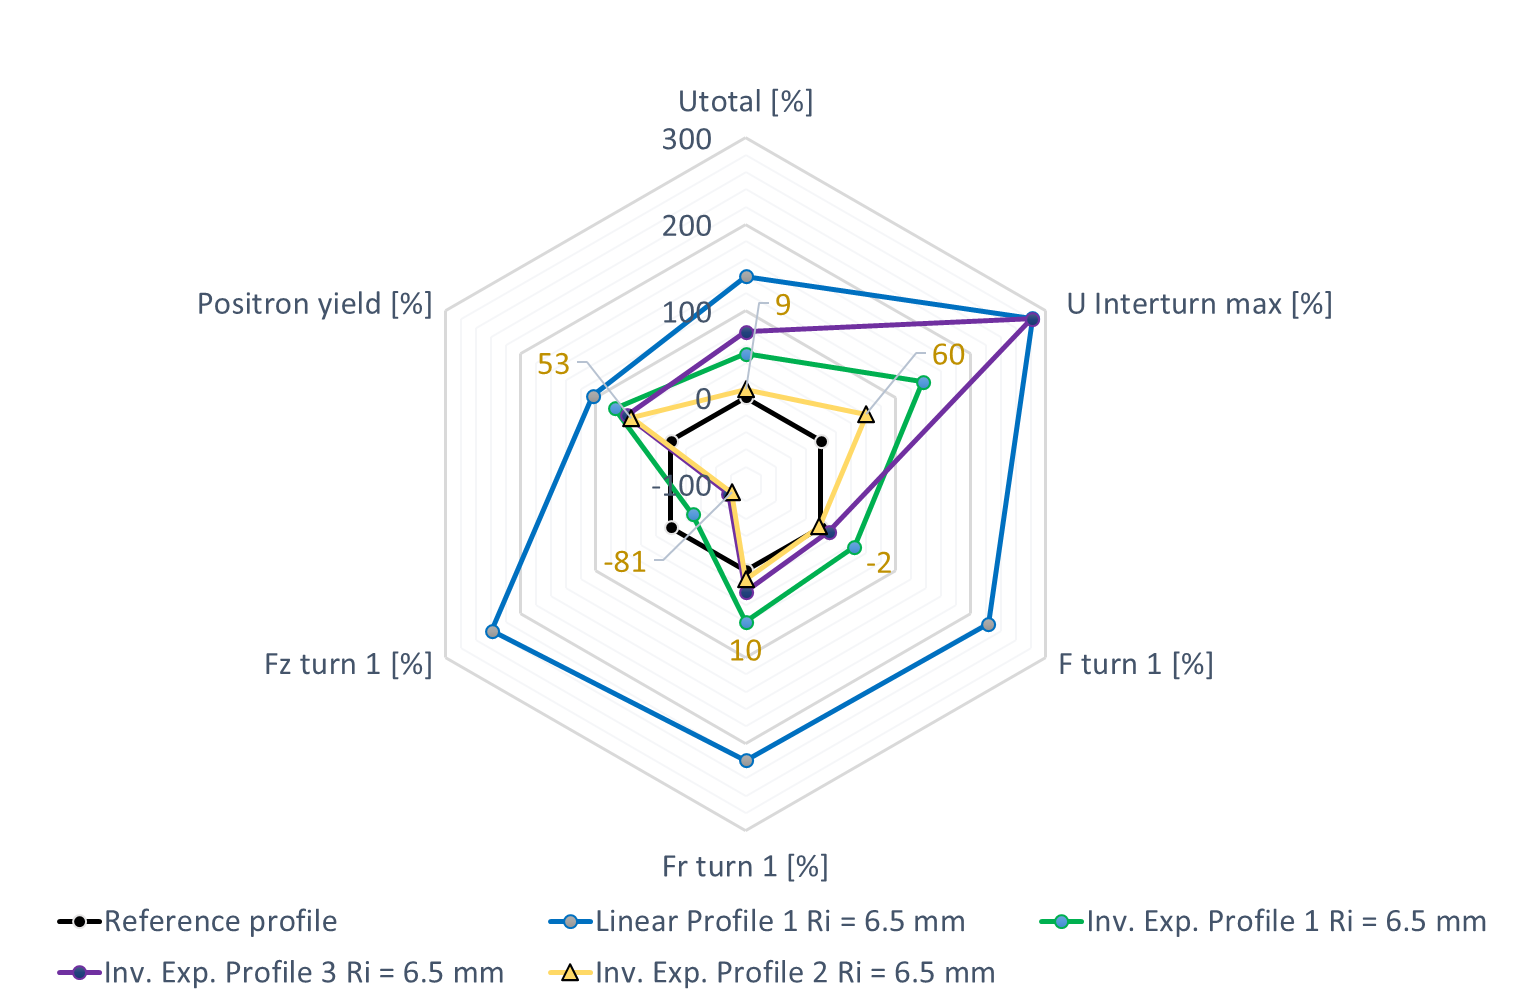 Utotal [%]
300
200
100
9
U Interturn max [%]
Positron yield [%]
53
60
0
-100
-81
-2
10
Fz turn 1 [%]
F turn 1 [%]
Fr turn 1 [%]
Reference profile
Linear Profile 1 Ri = 6.5 mm
Inv. Exp. Profile 1 Ri = 6.5 mm
Inv. Exp. Profile 3 Ri = 6.5 mm
Inv. Exp. Profile 2 Ri = 6.5 mm